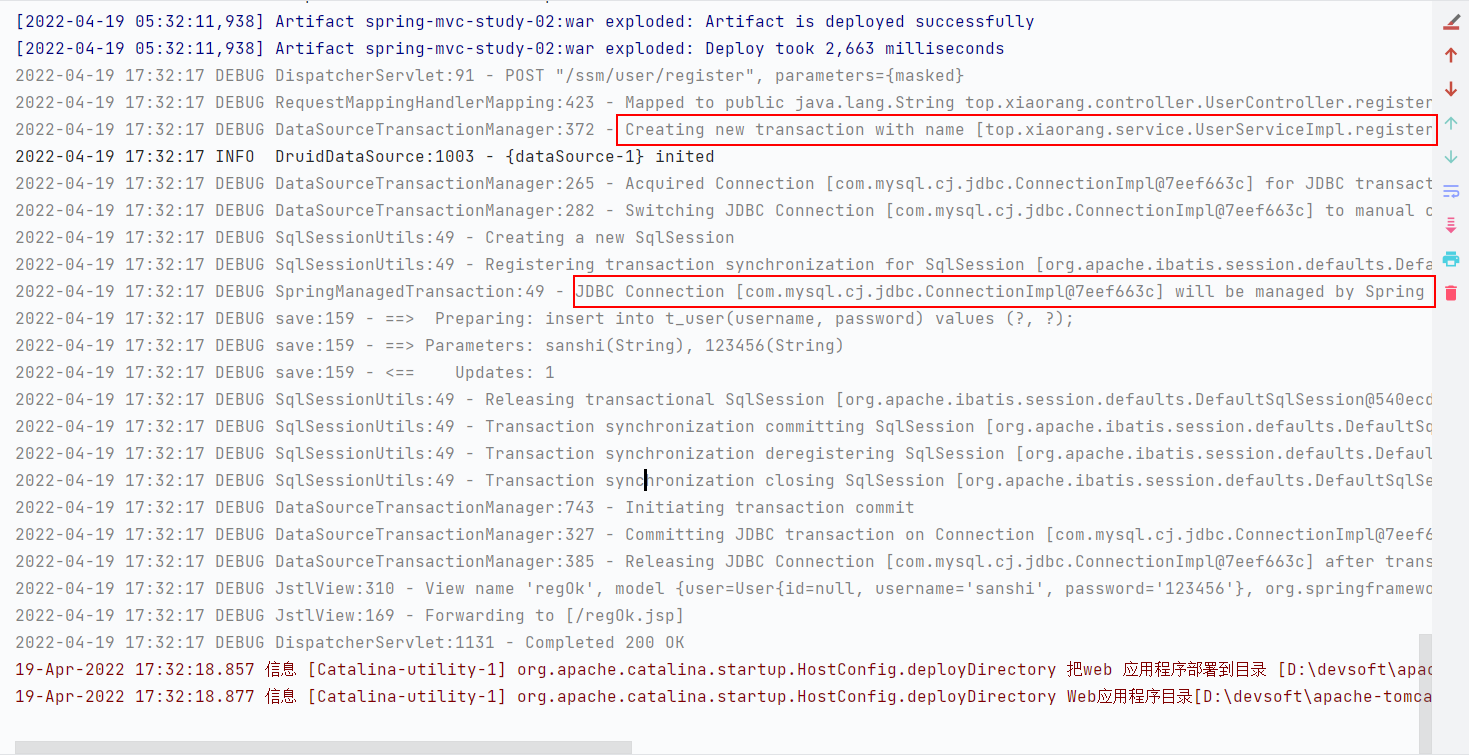 [2022-04-19 05:32:11,938] Artifact spring-mvc-study-02:war exploded: Artifact is deployed successfully
[2022-04-19 05:32:11,938] Artifact spring-mvc-study-02:war exploded: Deploy took 2,663 milliseconds
2022-04-19 17:32:17 DEBUG DispatcherServlet:91 - POST "/ssm/user/register", parameters={masked}
2022-04-19 17:32:17 DEBUG RequestMappingHandlerMapping:423 - Mapped to public java.lang.String top.xiaorang.controller.UserController.register
2022-04-19 17:32:17 DEBUG DataSourceTransactionManager:372 - Creating new transaction with name [top.xiaorang.service.UserServiceImpl.register
2022-04-19 17:32:17 INFO  DruidDataSource:1003 - {dataSource-1} inited
2022-04-19 17:32:17 DEBUG DataSourceTransactionManager:265 - Acquired Connection [com.mysql.cj.jdbc.ConnectionImpl@7eef663c] for JDBC transact
2022-04-19 17:32:17 DEBUG DataSourceTransactionManager:282 - Switching JDBC Connection [com.mysql.cj.jdbc.ConnectionImpl@7eef663c] to manual c
2022-04-19 17:32:17 DEBUG SqlSessionUtils:49 - Creating a new SqlSession
2022-04-19 17:32:17 DEBUG SqlSessionUtils:49 - Registering transaction synchronization for SqlSession [org.apache.ibatis.session.defaults.Defa
2022-04-19 17:32:17 DEBUG SpringManagedTransaction:49 - JDBC Connection [com.mysql.cj.jdbc.ConnectionImpl@7eef663c] will be managed by Spring
2022-04-19 17:32:17 DEBUG save:159 - ==>  Preparing: insert into t_user(username, password) values (?, ?);
2022-04-19 17:32:17 DEBUG save:159 - ==> Parameters: sanshi(String), 123456(String)
2022-04-19 17:32:17 DEBUG save:159 - <==    Updates: 1
2022-04-19 17:32:17 DEBUG SqlSessionUtils:49 - Releasing transactional SqlSession [org.apache.ibatis.session.defaults.DefaultSqlSession@540ecd
2022-04-19 17:32:17 DEBUG SqlSessionUtils:49 - Transaction synchronization committing SqlSession [org.apache.ibatis.session.defaults.DefaultSq
2022-04-19 17:32:17 DEBUG SqlSessionUtils:49 - Transaction synchronization deregistering SqlSession [org.apache.ibatis.session.defaults.Defaul
2022-04-19 17:32:17 DEBUG SqlSessionUtils:49 - Transaction synchronization closing SqlSession [org.apache.ibatis.session.defaults.DefaultSqlSe
2022-04-19 17:32:17 DEBUG DataSourceTransactionManager:743 - Initiating transaction commit
2022-04-19 17:32:17 DEBUG DataSourceTransactionManager:327 - Committing JDBC transaction on Connection [com.mysql.cj.jdbc.ConnectionImpl@7eef6
2022-04-19 17:32:17 DEBUG DataSourceTransactionManager:385 - Releasing JDBC Connection [com.mysql.cj.jdbc.ConnectionImpl@7eef663c] after trans
2022-04-19 17:32:17 DEBUG JstlView:310 - View name 'regOk', model {user=User{id=null, username='sanshi', password='123456'}, org.springframewo
2022-04-19 17:32:17 DEBUG JstlView:169 - Forwarding to [/regOk.jsp]
2022-04-19 17:32:17 DEBUG DispatcherServlet:1131 - Completed 200 OK
19-Apr-2022 17:32:18.857 信息 [Catalina-utility-1] org.apache.catalina.startup.HostConfig.deployDirectory 把web 应用程序部署到目录 [D:\devsoft\apac
19-Apr-2022 17:32:18.877 信息 [Catalina-utility-1] org.apache.catalina.startup.HostConfig.deployDirectory Web应用程序目录[D:\devsoft\apache-tomca